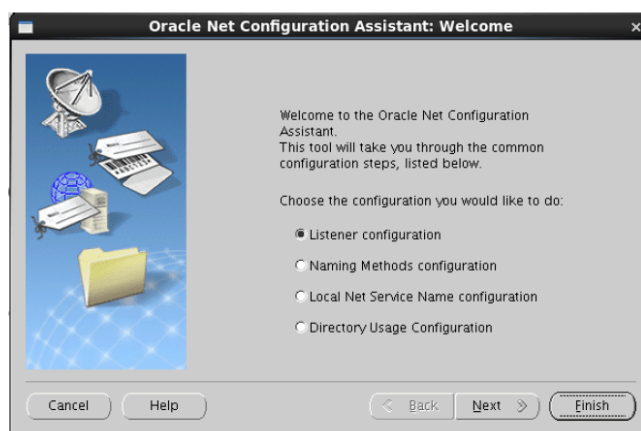 Oracle Net Configuration Assistant: Welcome
Welcome to the Oracle Net Configuration
Assistant.
This tool will take you through the common
configuration steps, listed below.
Choose the configuration you would like to do:
Listener configuration
Naming Methods configuration
Local Net Service Name configuration
Directory Usage Configuration
Cancel Help Back Next Finish